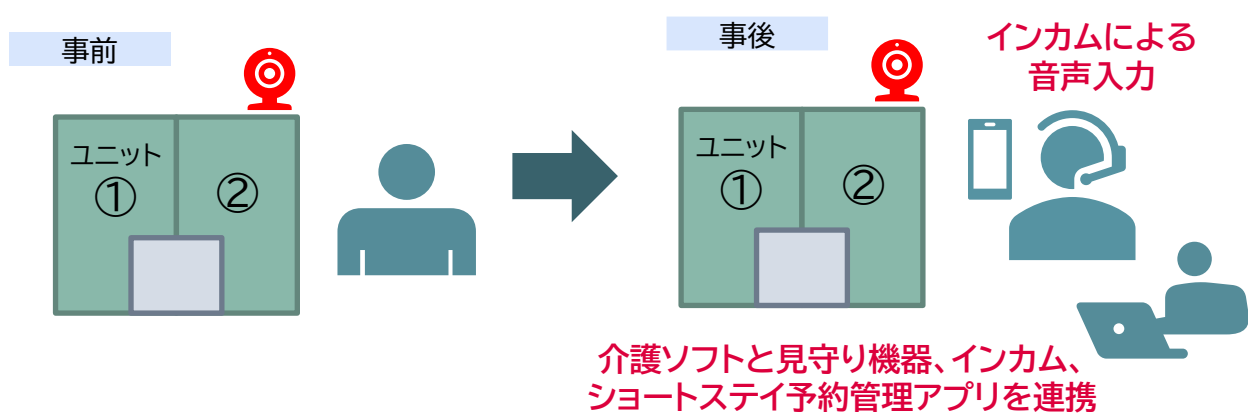 事前
ユニット
①
②
事後
インカムによる
音声入力
ユニット
①
②
介護ソフトと見守り機器、インカム、
ショートステイ予約管理アプリを連携